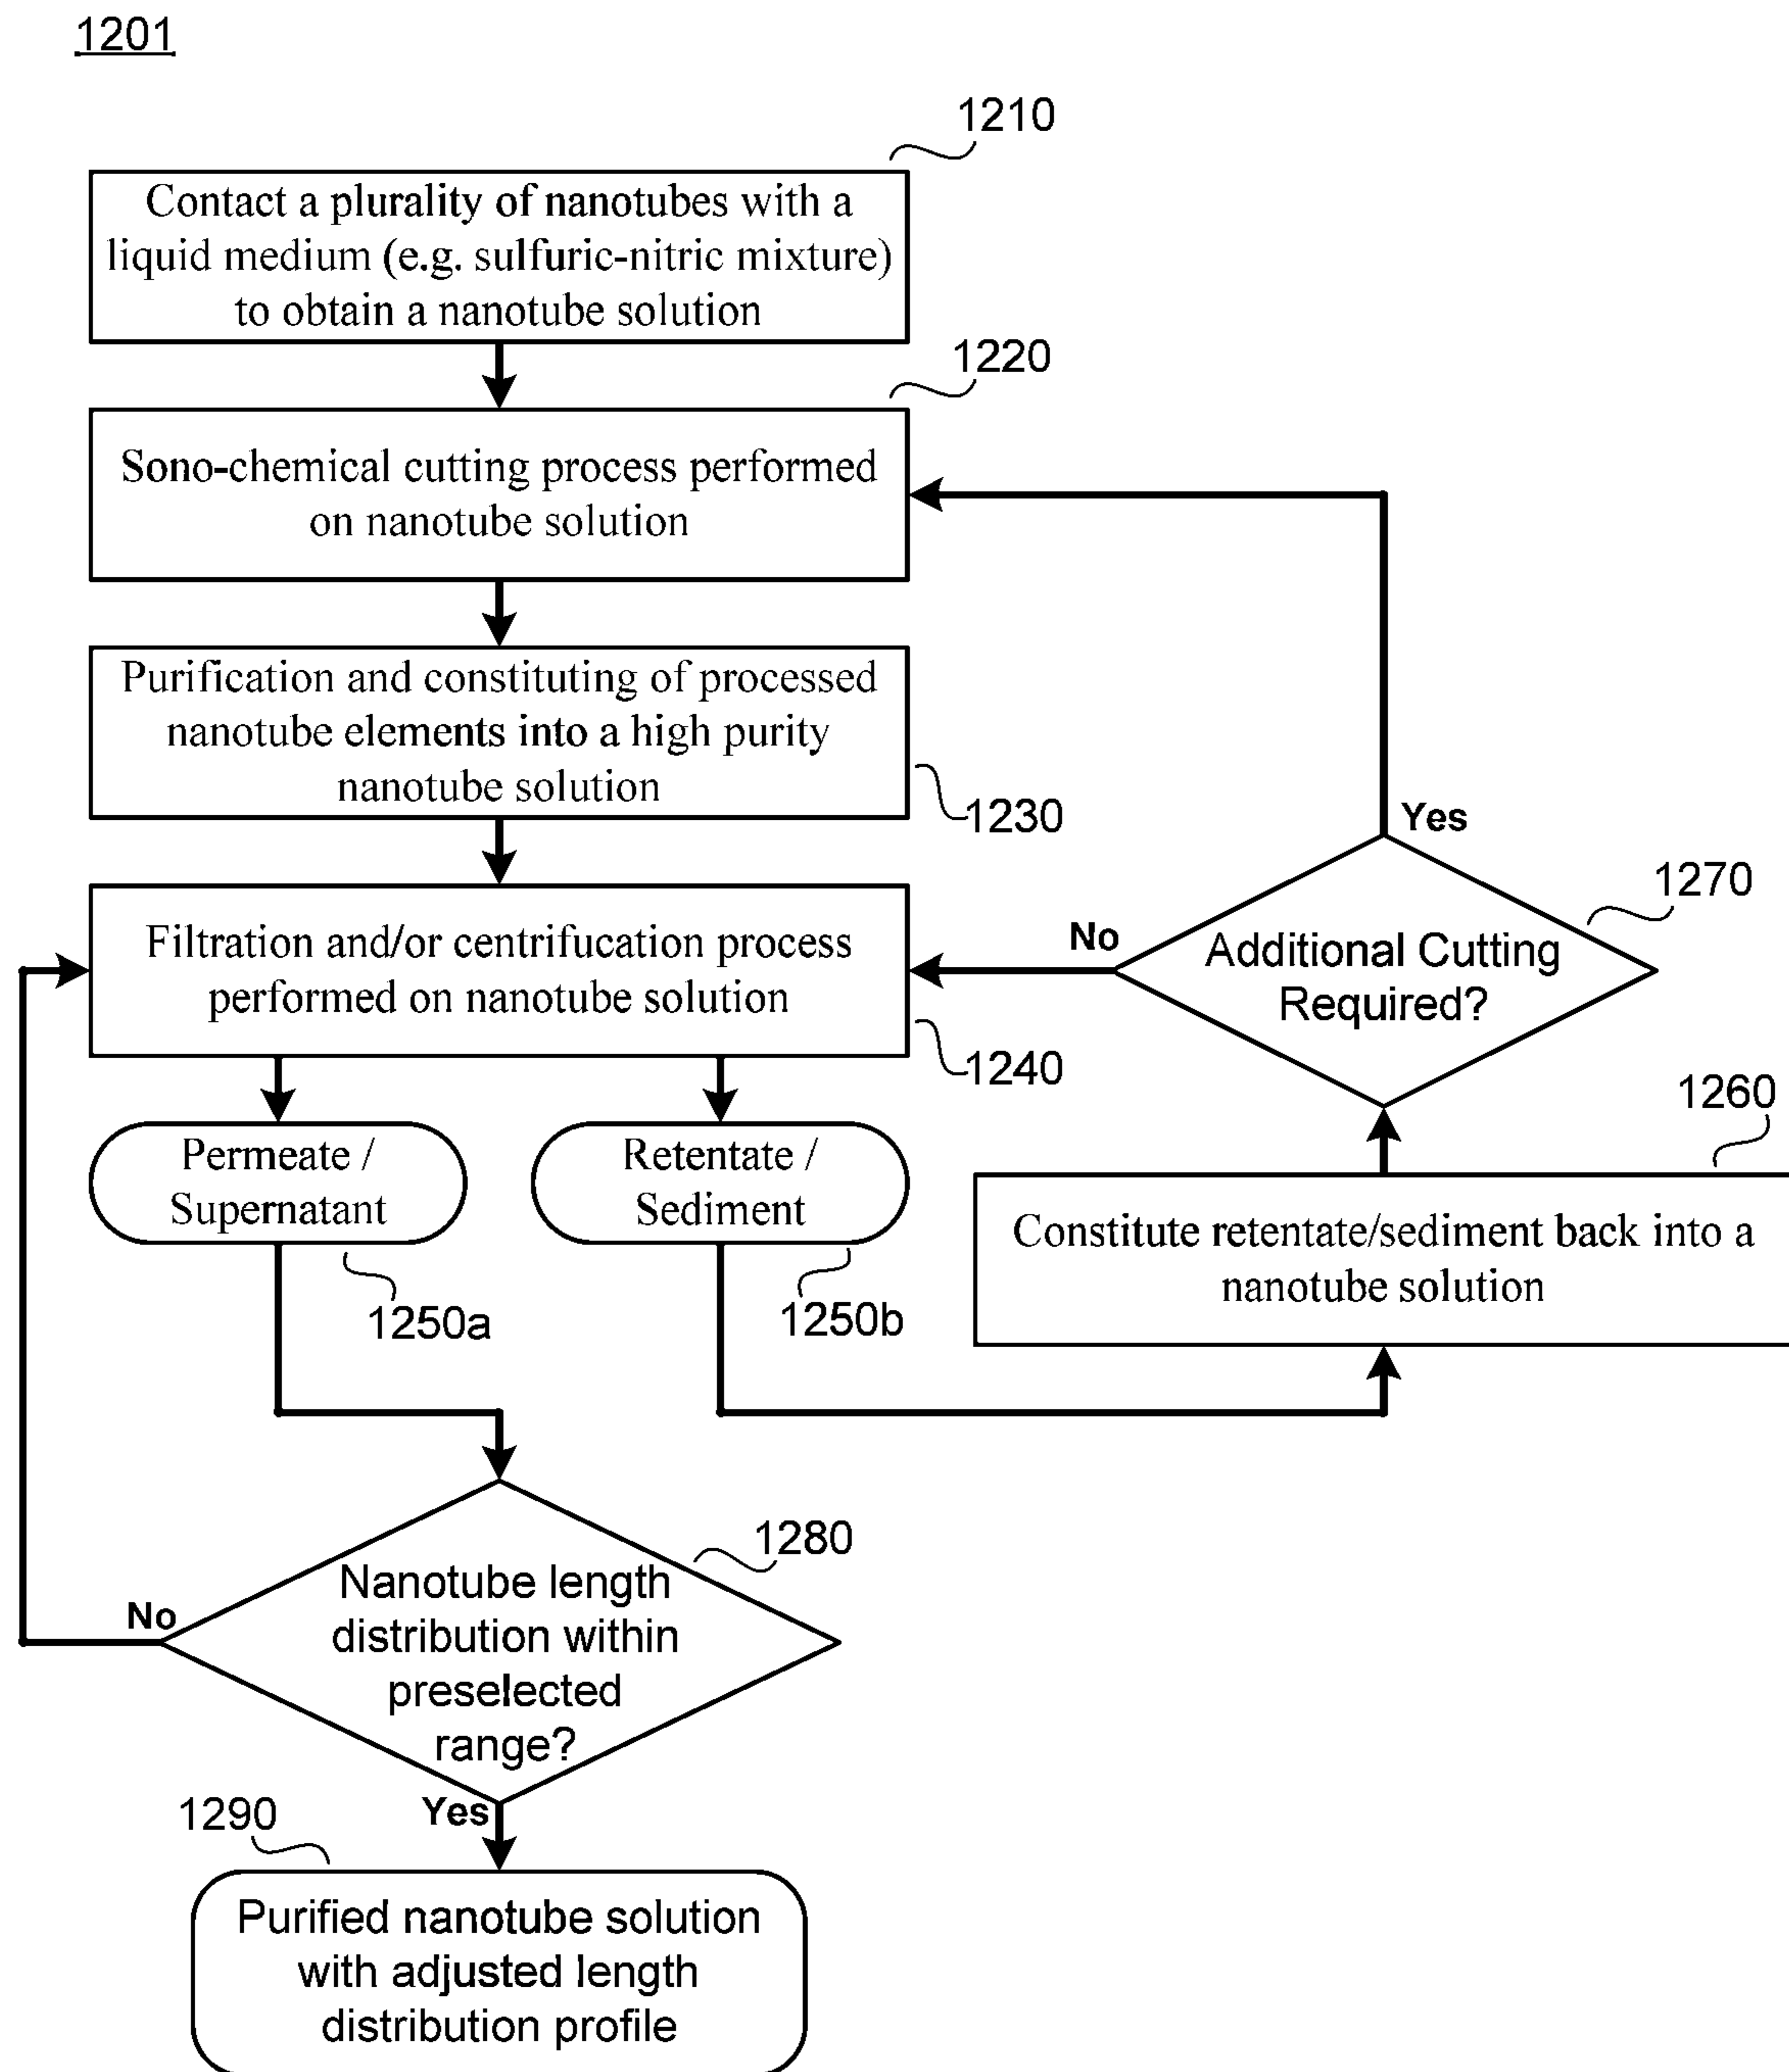 1201
1210
Contact a plurality of nanotubes with a
liquid medium (e.g. sulfuric-nitric mixture)
to obtain a nanotube solution
1220
Sono-chemical cutting process performed
on nanotube solution
Purification and constituting of processed
nanotube elements into a high purity
nanotube solution
1230
Yes
1270
No
Additional Cutting
Required?
Filtration and/or centrifucation process
performed on nanotube solution
1240
1260
Permeate /
Supernatant
1250a
Retentate /
Sediment
1250b
Constitute retentate/sediment back into a
nanotube solution
1280
Nanotube length
distribution within
preselected
range?
No
Yes
1290
Purified nanotube solution
with adjusted length
distribution profile